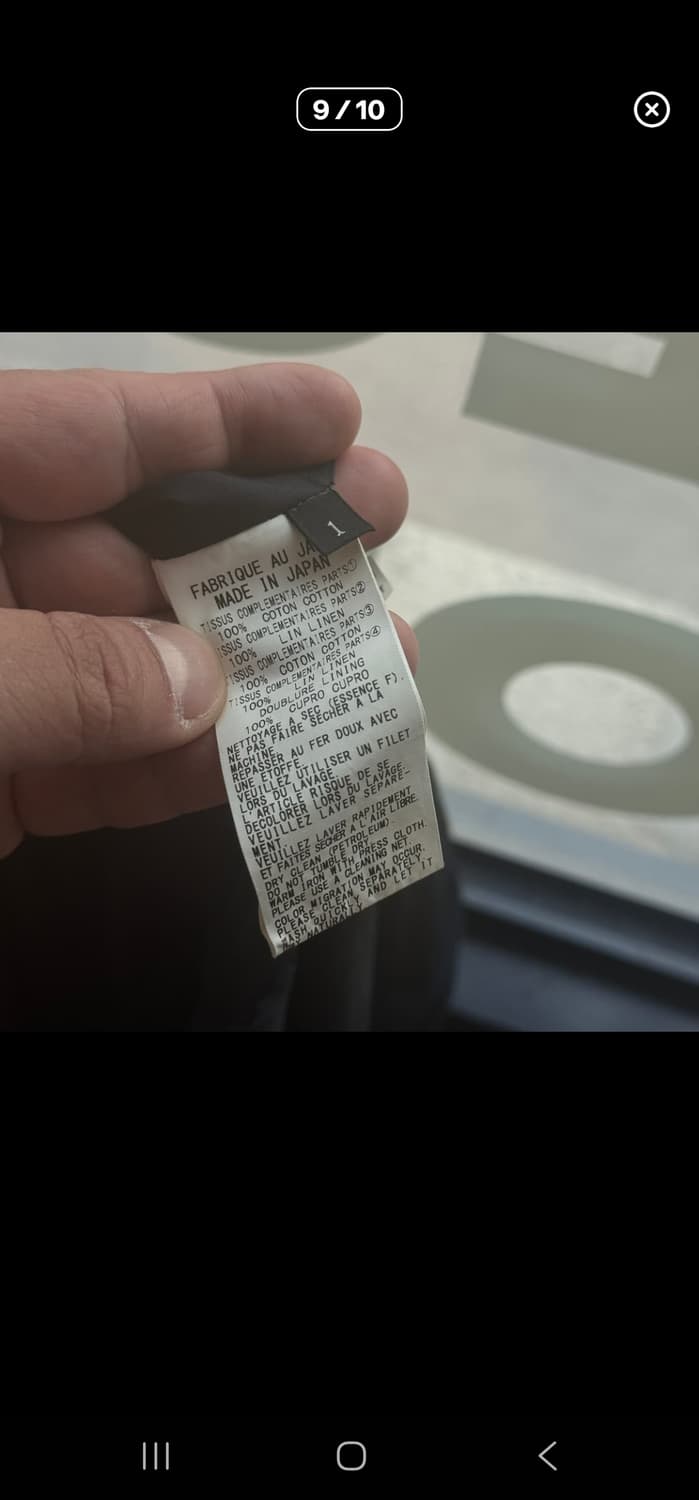 9/10
1
FABRIQUE AU JA
MADE IN JAPAN
TISSUS COMPLEMENTAIRES PARTS①
100% COTON COTTON
ISSUS COMPLEMENTAIRES PARTS②
100% LIN LINEN
ISSUS COMPLEMENTAIRES PARTS③
100% COTON COTTON
TISSUS COMPLEMENTAIRES PARTS④
100% LIN LINEN
DOUBLURE LINING
100% CUPRO CUPRO
NETTOYAGE A SEC (ESSENCE F).
NE PAS FAIRE SECHER A LA
MACHINE.
REPASSER AU FER DOUX AVEC
UNE ETOFFE.
VEUILLEZ UTILISER UN FILET
LORS DU LAVAGE.
L'ARTICLE RISQUE DE SE
DECOLORER LORS DU LAVAGE.
VEUILLEZ LAVER SEPARE-
MENT.
VEUILLEZ LAVER RAPIDEMENT
ET FAITES SECHER A L'AIR LIBRE.
DRY CLEAN (PETROLEUM).
DO NOT TUMBLE DRY.
WARM IRON WITH PRESS CLOTH.
PLEASE USE A CLEANING NET.
COLOR MIGRATION MAY OCCUR.
PLEASE CLEAN SEPARATELY.
WASH QUICKLY AND LET IT
DRY NATURALLY.